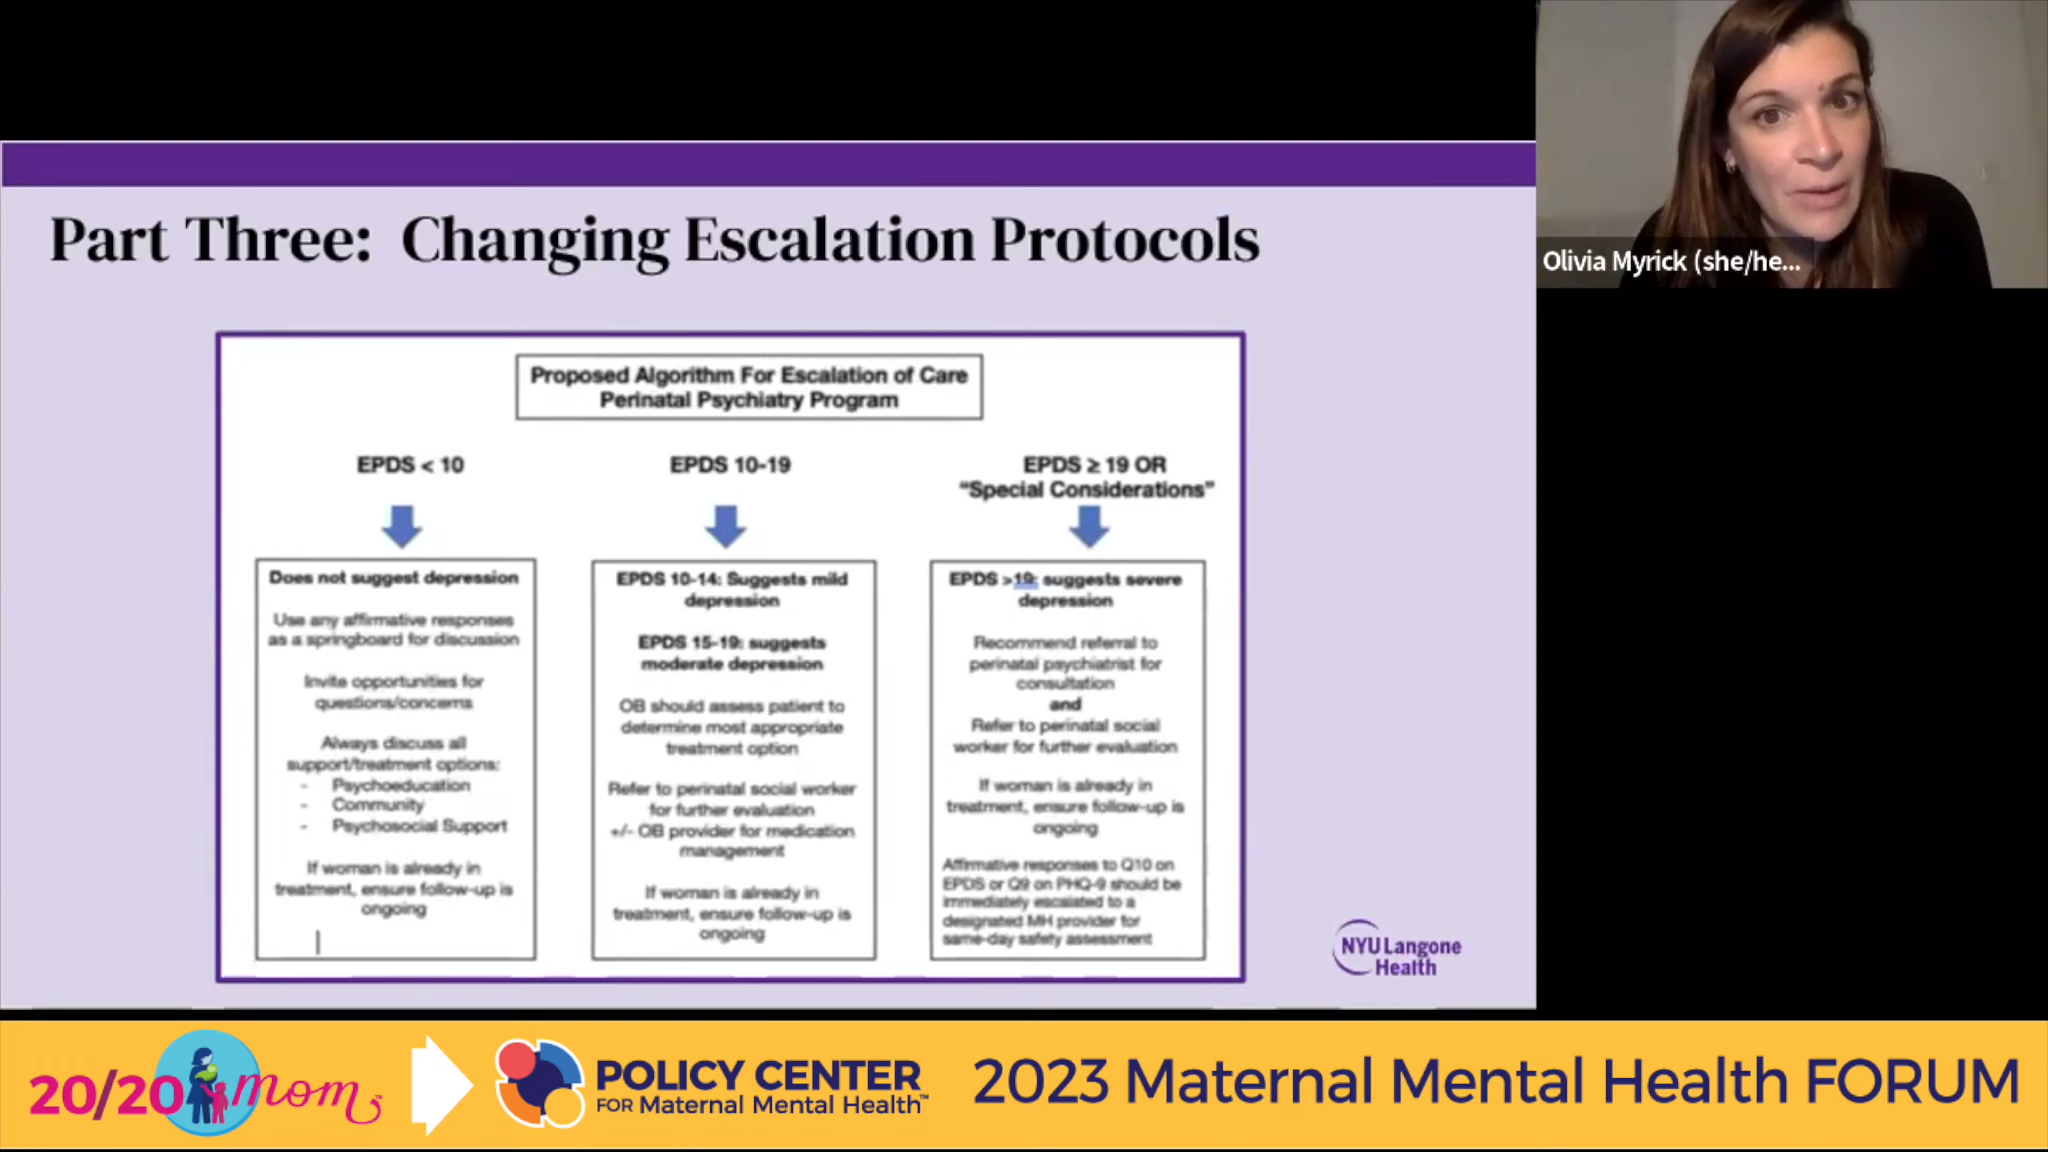 Part Three: Changing Escalation Protocols
Proposed Algorithm For Escalation of Care
Perinatal Psychiatry Program
EPDS < 10
Does not suggest depression
Use any affirmative responses
as a springboard for discussion
Invite opportunities for
questions/concerns
Always discuss all
support/treatment options:
- Psychoeducation
- Community
- Psychosocial Support
If woman is already in
treatment, ensure follow-up is
ongoing
EPDS 10-19
EPDS 10-14: Suggests mild
depression
EPDS 15-19: suggests
moderate depression
OB should assess patient to
determine most appropriate
treatment option
Refer to perinatal social worker
for further evaluation
+/- OB provider for medication
management
If woman is already in
treatment, ensure follow-up is
ongoing
EPDS ≥ 19 OR
“Special Considerations”
EPDS >19: suggests severe
depression
Recommend referral to
perinatal psychiatrist for
consultation
and
Refer to perinatal social
worker for further evaluation
If woman is already in
treatment, ensure follow-up is
ongoing
Affirmative responses to Q10 on
EPDS or Q9 on PHQ-9 should be
immediately escalated to a
designated MH provider for
same-day safety assessment
NYU Langone
Health
Olivia Myrick (she/he...
20/20 mom™
POLICY CENTER
FOR Maternal Mental Health™
2023 Maternal Mental Health FORUM